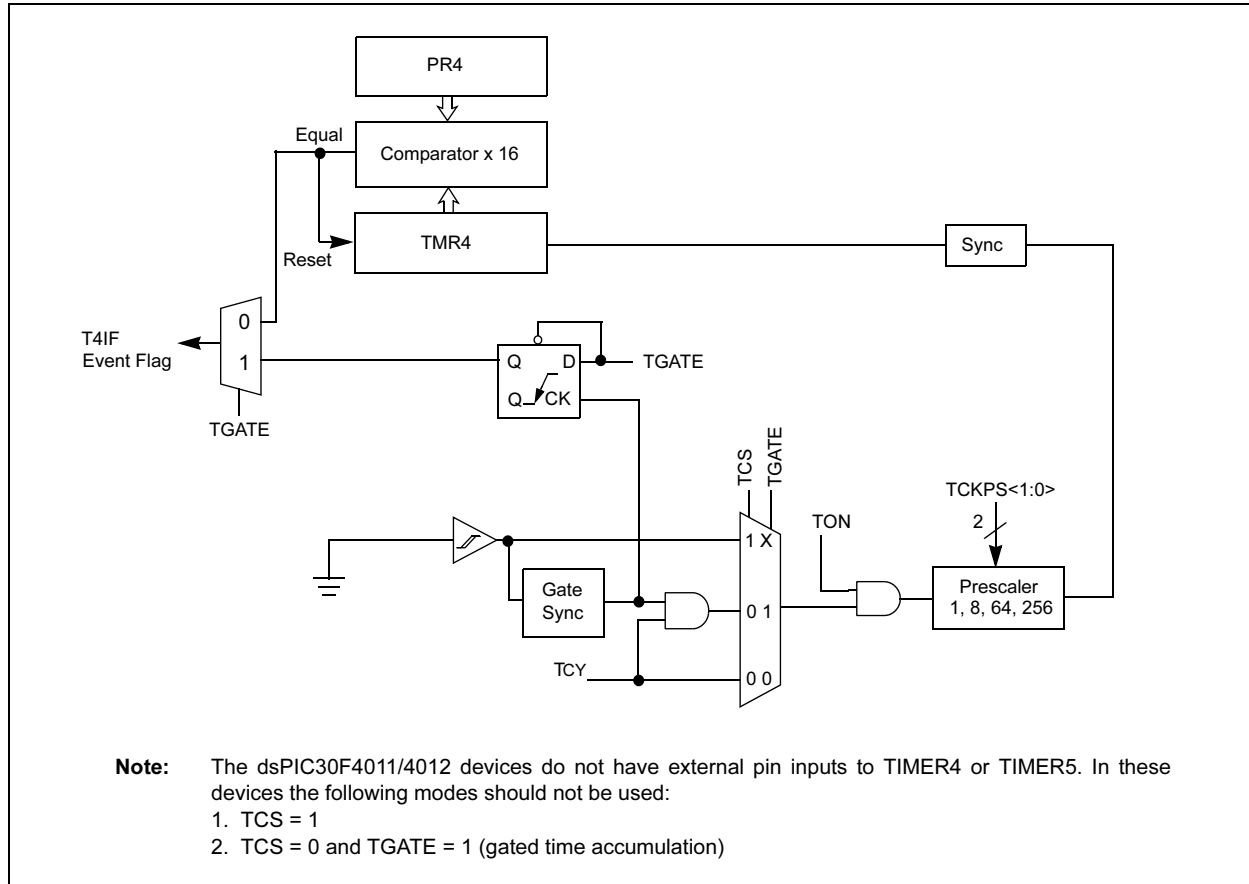 PR4
Equal
Comparator x 16
TMR4
Reset
Sync
0
T4IF
Event Flag
1
TGATE
Q
D
TGATE
Q
CK
TCS
TGATE
TCKPS<1:0>
2
TON
1 X
Prescaler
1, 8, 64, 256
Gate
Sync
0 1
TCY
0 0
Note: The dsPIC30F4011/4012 devices do not have external pin inputs to TIMER4 or TIMER5. In these
devices the following modes should not be used:
1. TCS = 1
2. TCS = 0 and TGATE = 1 (gated time accumulation)